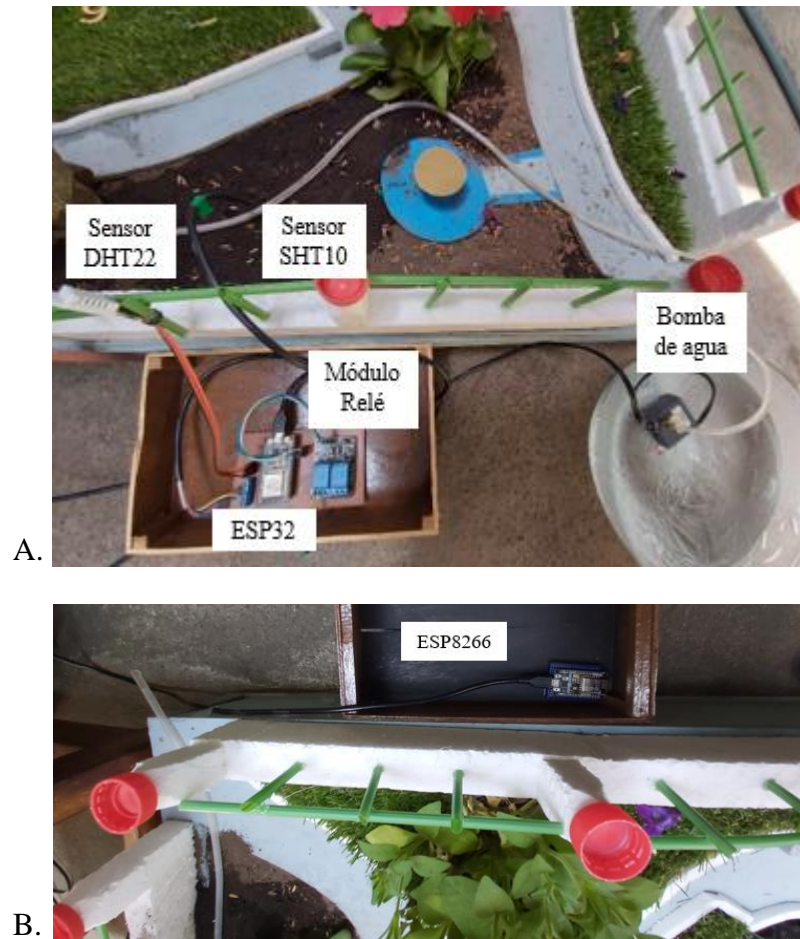 Sensor
DHT22
Sensor
SHT10
Bomba
de agua
Módulo
Relé
ESP32
A.
ESP8266
B.